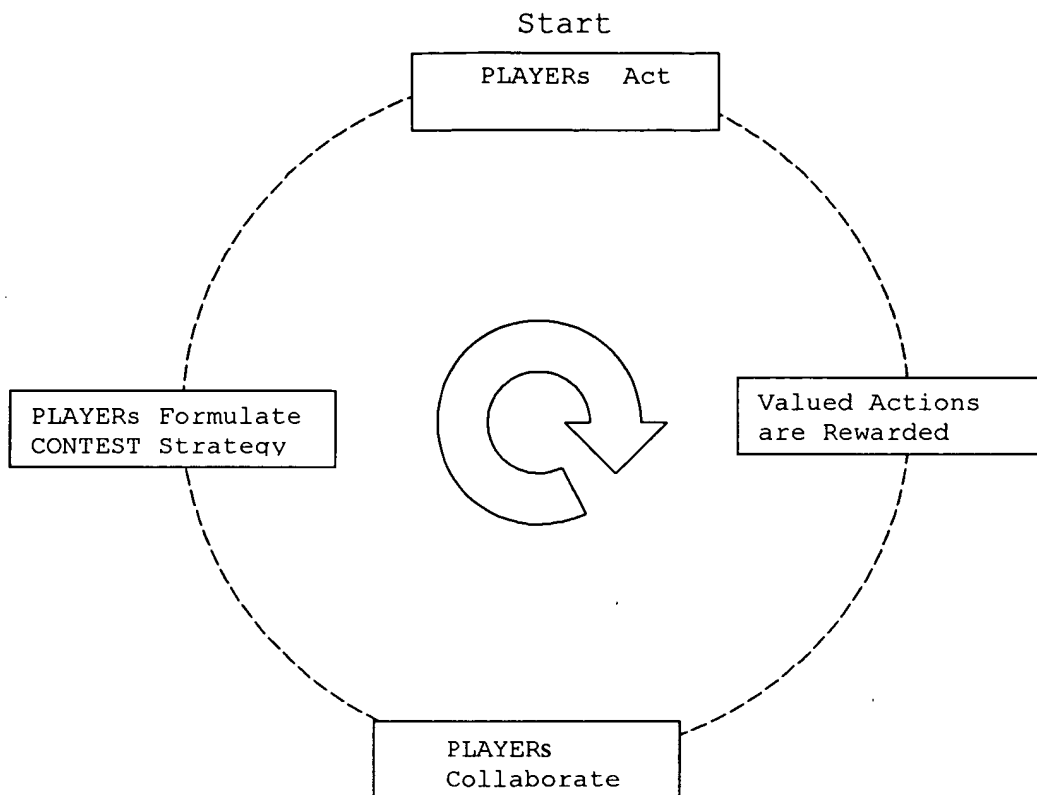 Start
PLAYERs Act
PLAYERs Formulate
CONTEST Strategy
Valued Actions
are Rewarded
PLAYERs
Collaborate